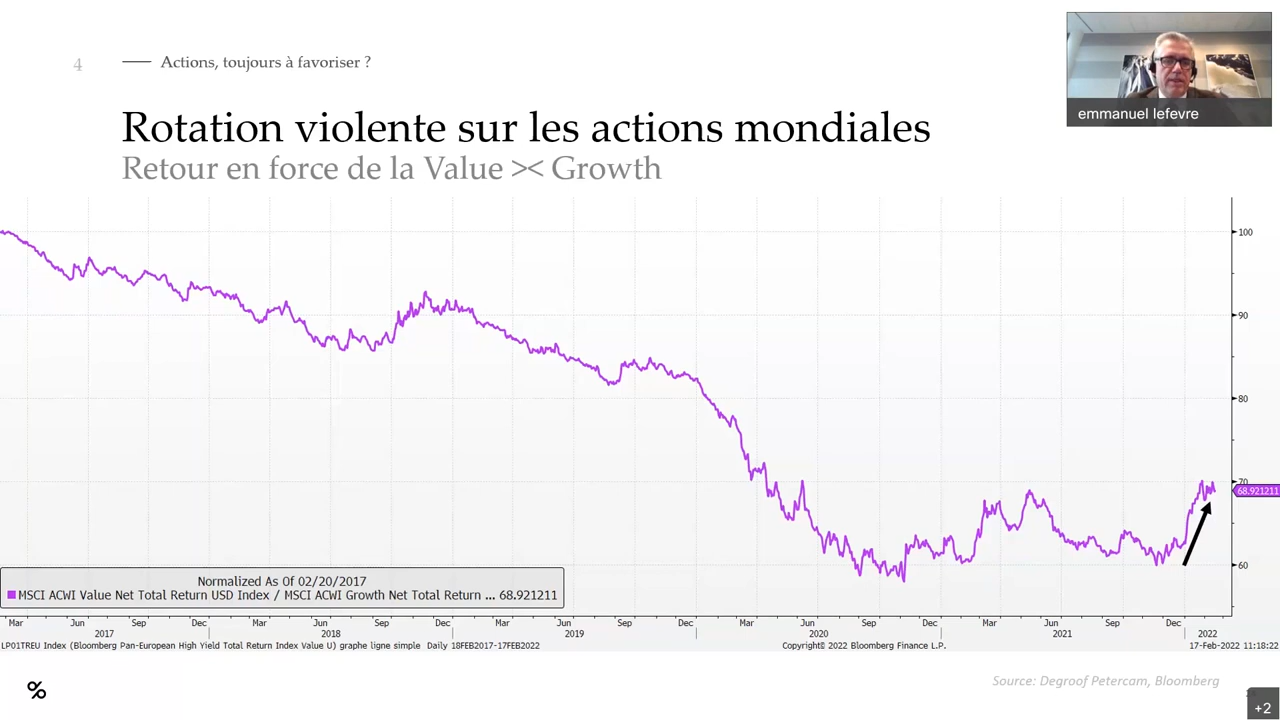 4
Actions, toujours à favoriser ?
emmanuel lefevre
Rotation violente sur les actions mondiales
Retour en force de la Value >< Growth
100
90
80
70
68.921211
60
Normalized As Of 02/20/2017
MSCI ACWI Value Net Total Return USD Index / MSCI ACWI Growth Net Total Return ... 68.921211
Mar Jun Sep Dec Mar Jun Sep Dec Mar Jun Sep Dec Mar Jun Sep Dec Mar Jun Sep Dec
2017 2018 2019 2020 2021 2022
LP01TREU Index (Bloomberg Pan-European High Yield Total Return Index Value U) graphe ligne simple Daily 18FEB2017-17FEB2022 Copyright© 2022 Bloomberg Finance L.P. 17-Feb-2022 11:18:22
Source: Degroof Petercam, Bloomberg
%
+2